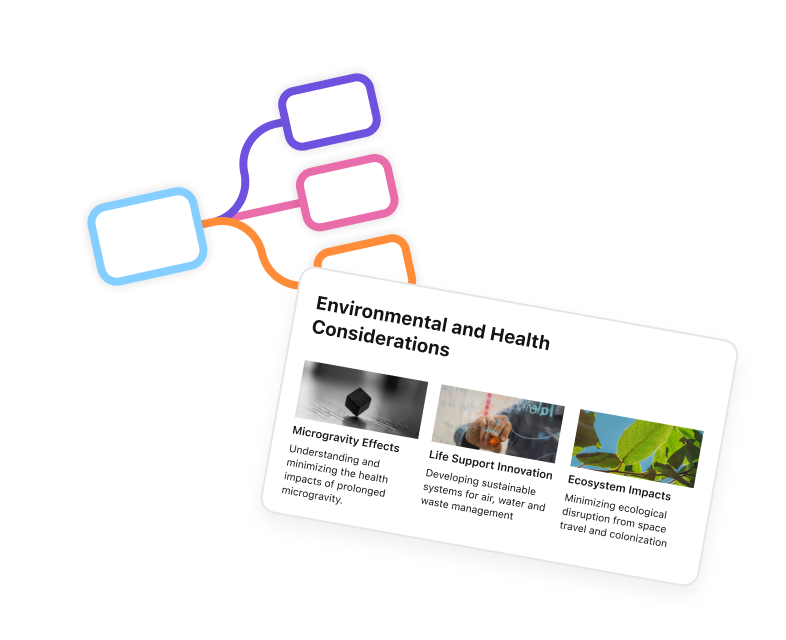 Environmental and Health
Considerations
Microgravity Effects
Understanding and
minimizing the health
impacts of prolonged
microgravity.
Life Support Innovation
Developing sustainable
systems for air, water and
waste management
Ecosystem Impacts
Minimizing ecological
disruption from space
travel and colonization